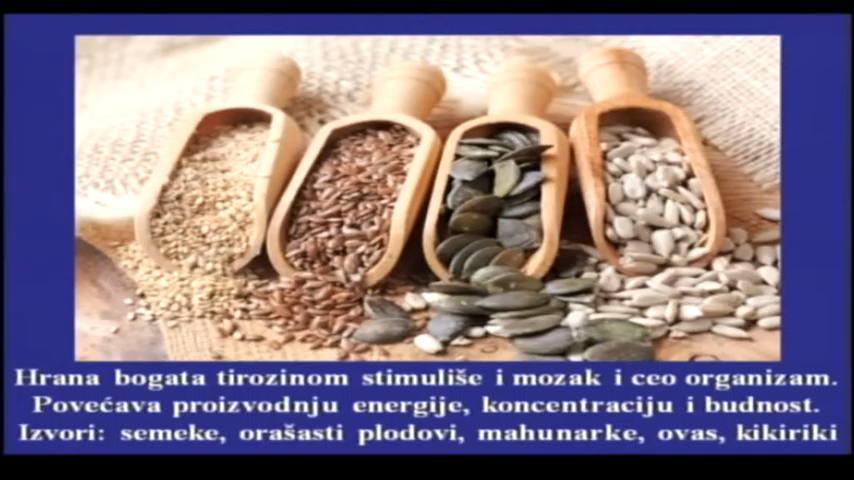 Hrana bogata tirozinom stimuliše i mozak i ceo organizam.
Povećava proizvodnju energije, koncentraciju i budnost.
Izvori: semeke, orašasti plodovi, mahunarke, ovas, kikiriki